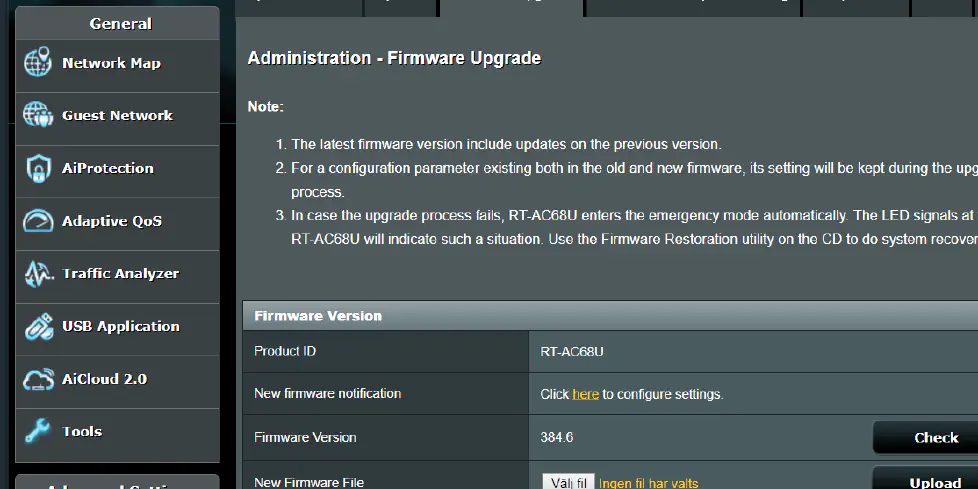 General
Network Map
Guest Network
AiProtection
Adaptive QoS
Traffic Analyzer
USB Application
AiCloud 2.0
Tools
Administration - Firmware Upgrade
Note:
1. The latest firmware version include updates on the previous version.
2. For a configuration parameter existing both in the old and new firmware, its setting will be kept during the upg
process.
3. In case the upgrade process fails, RT-AC68U enters the emergency mode automatically. The LED signals at
RT-AC68U will indicate such a situation. Use the Firmware Restoration utility on the CD to do system recover
Firmware Version
Product ID RT-AC68U
New firmware notification Click here to configure settings.
Firmware Version 384.6 Check
New Firmware File Välj fil Ingen fil har valts Upload